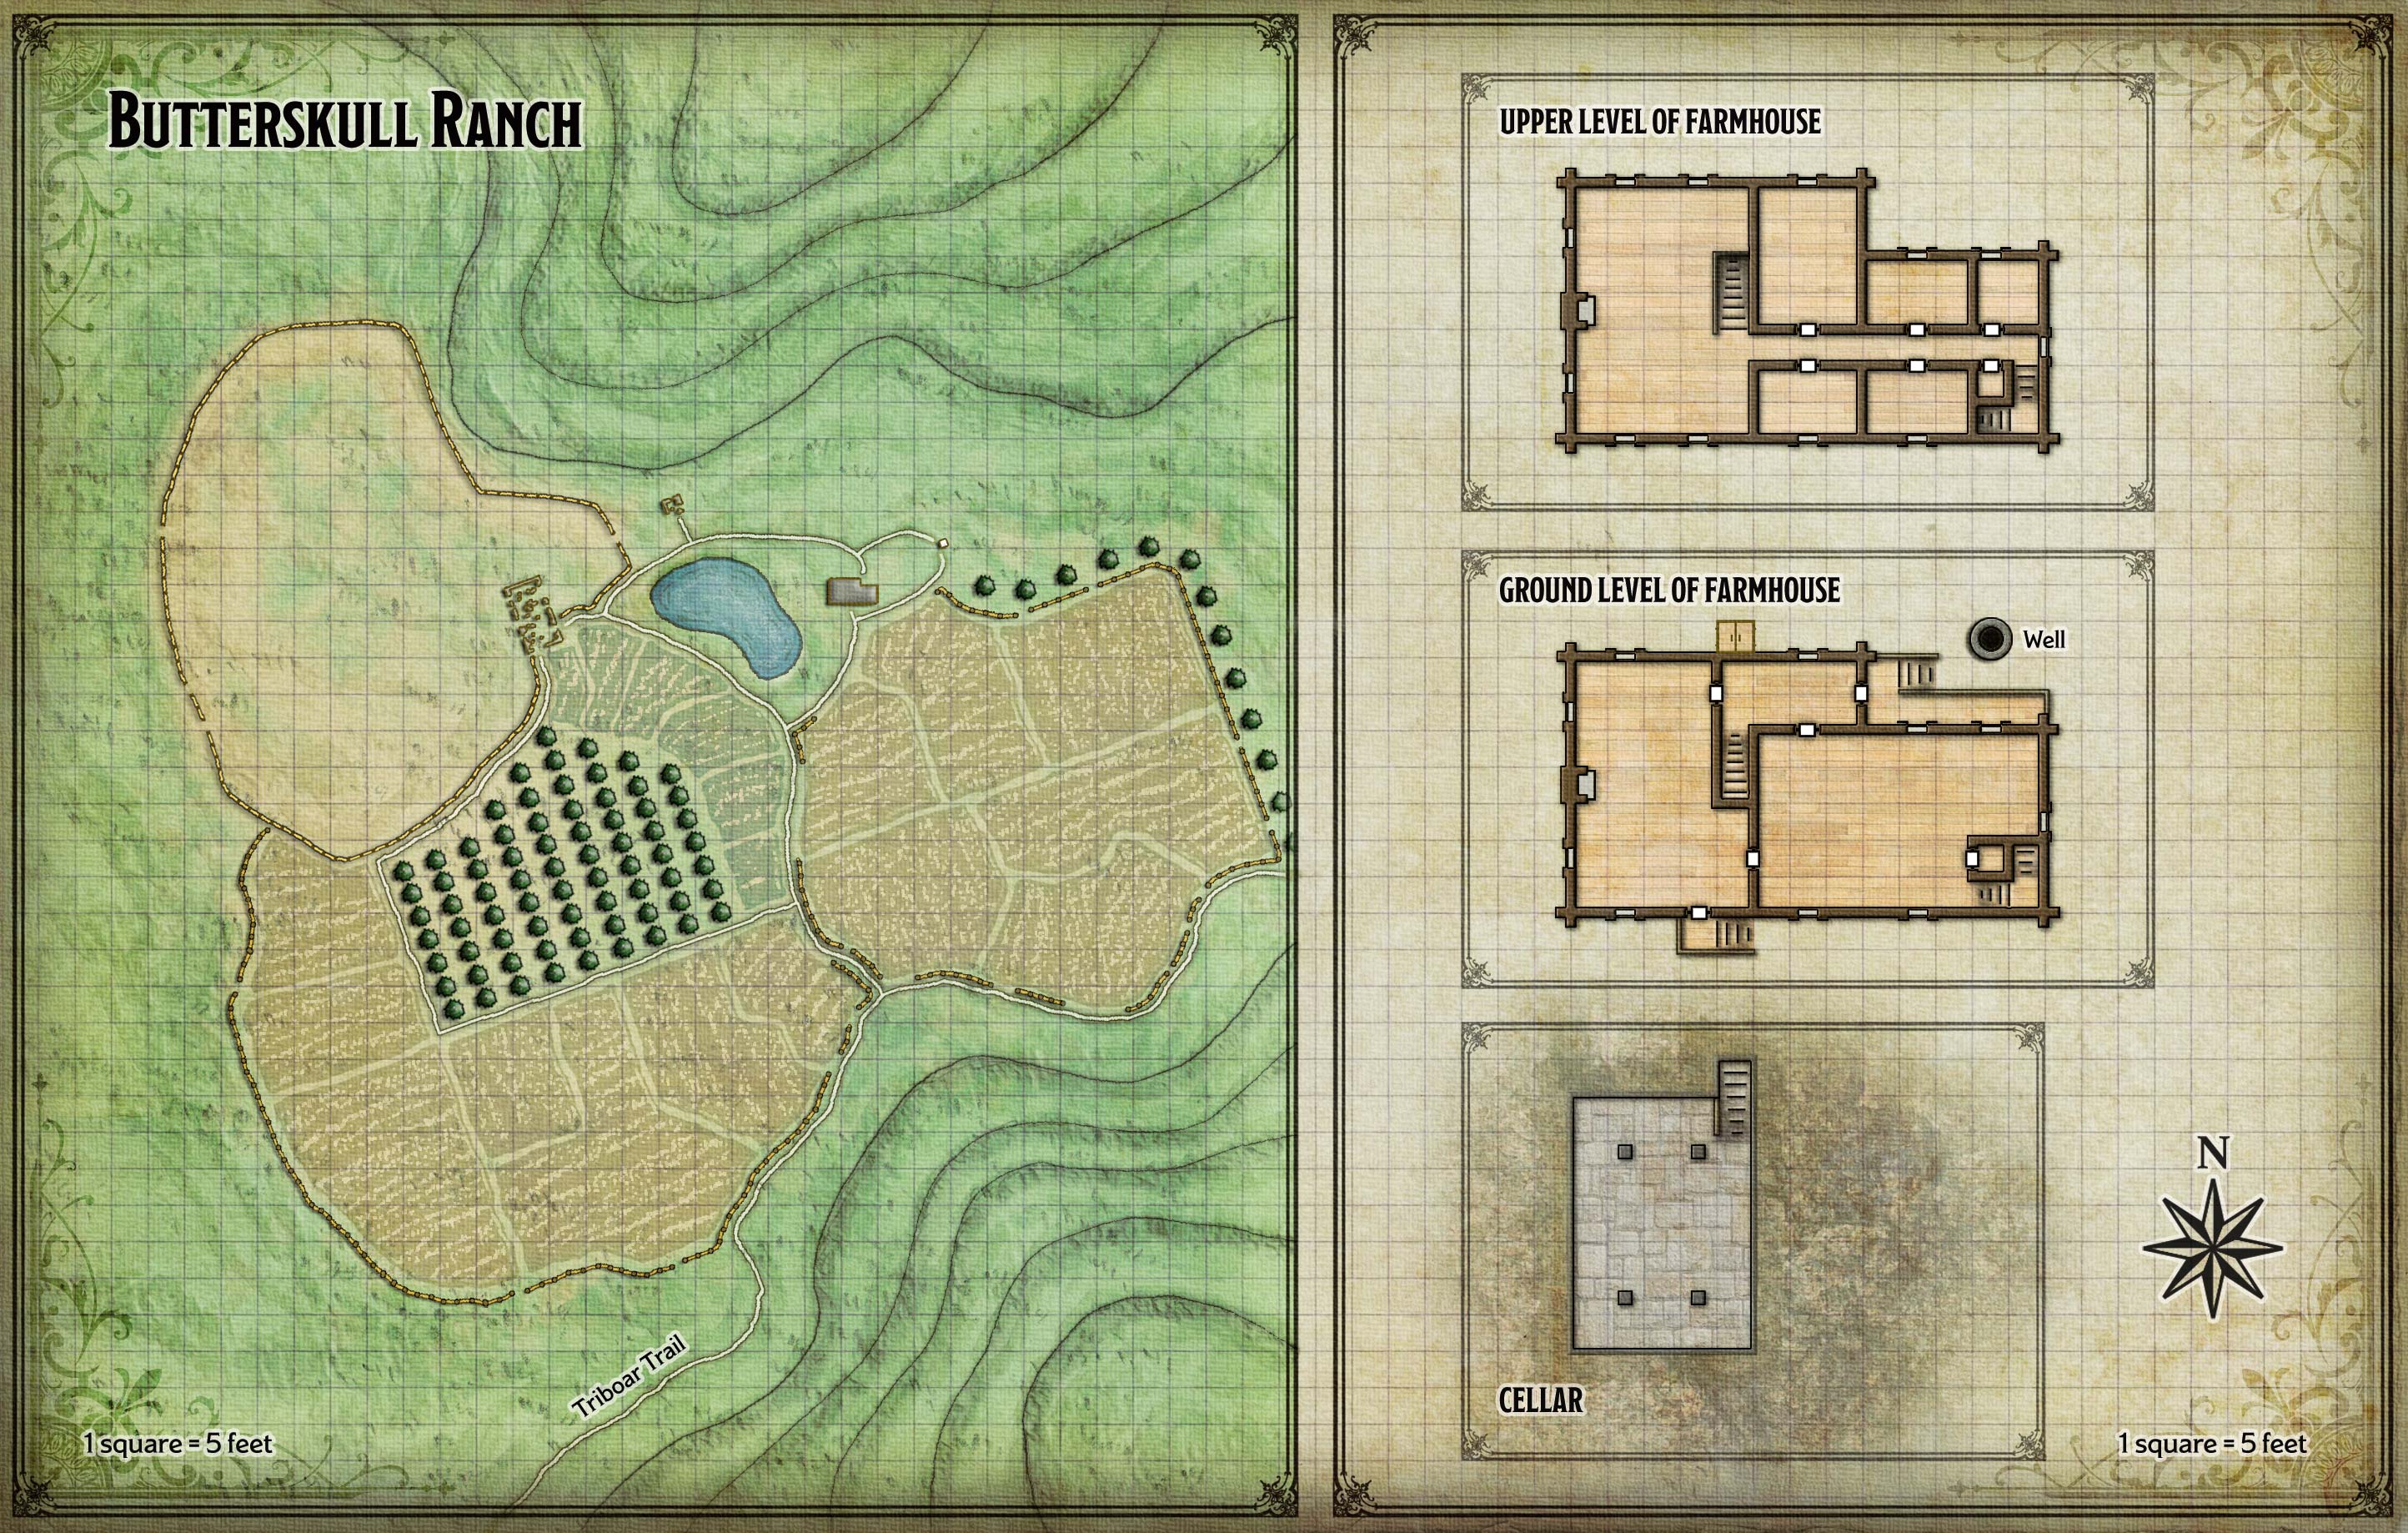 BUTTERSKULL RANCH
Triboar Trail
1 square = 5 feet
UPPER LEVEL OF FARMHOUSE
GROUND LEVEL OF FARMHOUSE
Well
CELLAR
N
1 square = 5 feet